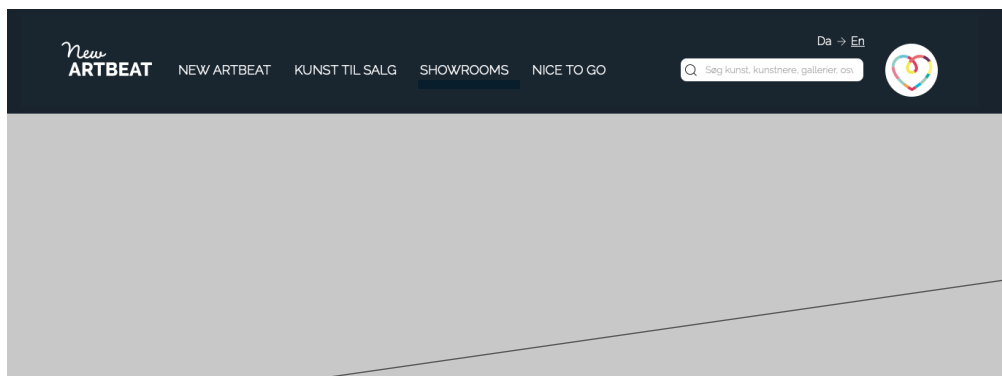 Da → En
New
ARTBEAT
NEW ARTBEAT KUNST TIL SALG SHOWROOMS NICE TO GO
Søg kunst, kunstnere, gallerier, osv